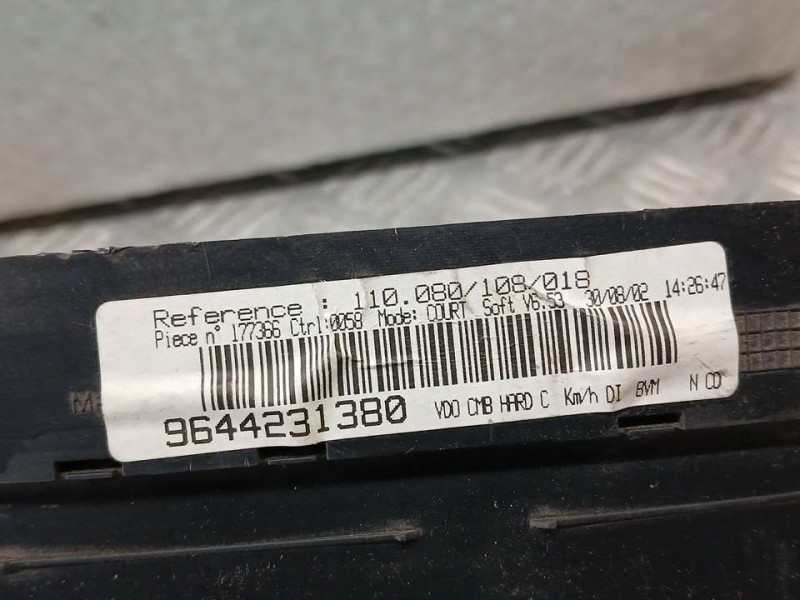 Reference : 110.080/108/018
Piece n° 177366 Ctrl:0058 Mode: COURT Soft V6.53 30/08/02 14:26:47
9644231380 VDO CMB HARD C Km/h DI BVM N CD